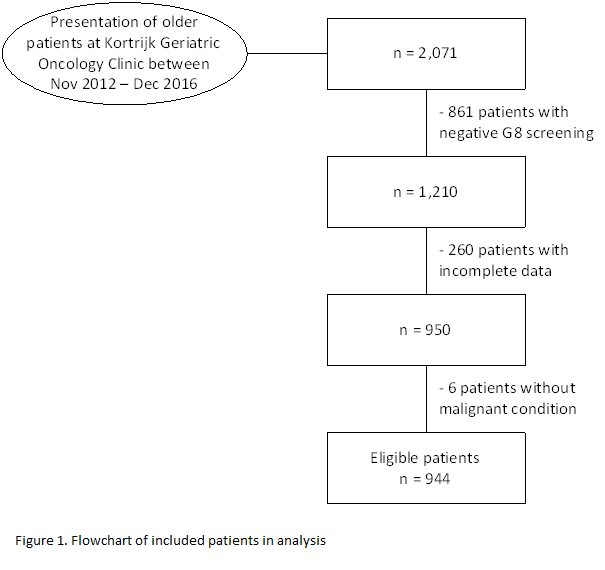 Presentation of older
patients at Kortrijk Geriatric
Oncology Clinic between
Nov 2012 – Dec 2016
n = 2,071
- 861 patients with
negative G8 screening
n = 1,210
- 260 patients with
incomplete data
n = 950
- 6 patients without
malignant condition
Eligible patients
n = 944
Figure 1. Flowchart of included patients in analysis